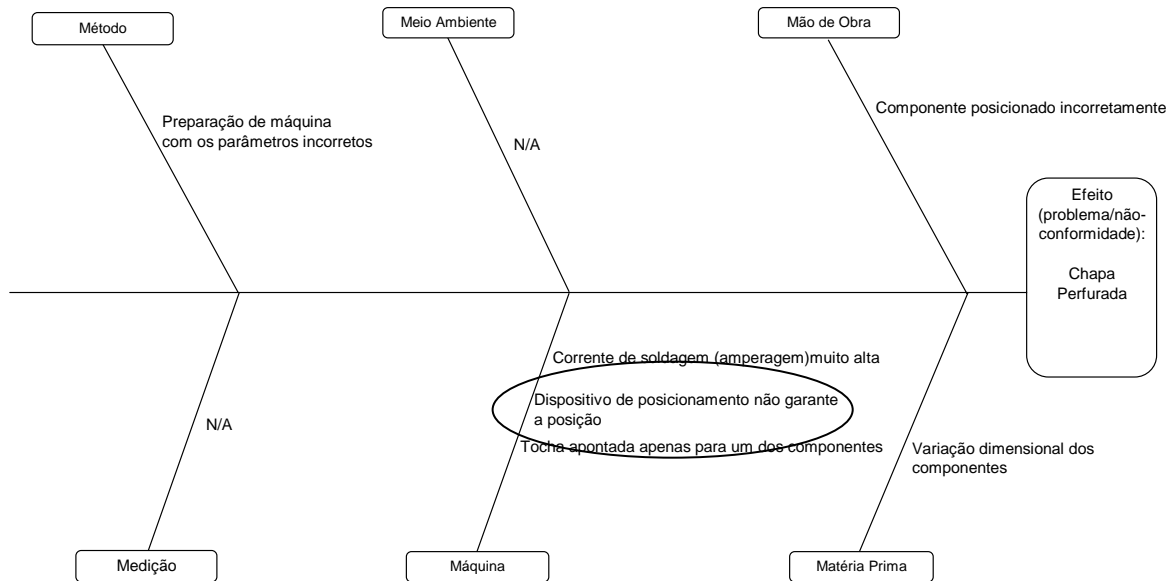 Método
Meio Ambiente
Mão de Obra
Preparação de máquina
com os parâmetros incorretos
N/A
Componente posicionado incorretamente
Efeito
(problema/não-
conformidade):
Chapa
Perfurada
Corrente de soldagem (amperagem)muito alta
Dispositivo de posicionamento não garante
a posição
Tocha apontada apenas para um dos componentes
N/A
Variação dimensional dos
componentes
Medição
Máquina
Matéria Prima